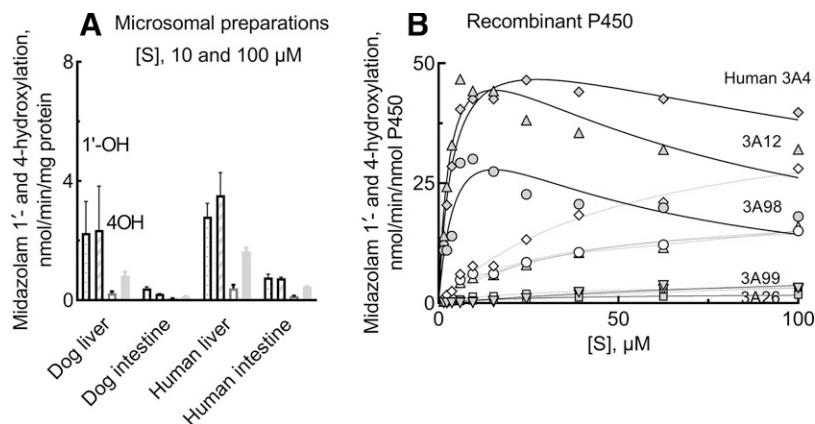 A Microsomal preparations
[S], 10 and 100 µM
Midazolam 1′- and 4-hydroxylation,
nmol/min/mg protein
8
4
0
1'-OH
4OH
Dog liver
Dog intestine
Human liver
Human intestine
B Recombinant P450
Midazolam 1′- and 4-hydroxylation,
nmol/min/nmol P450
50
25
0
Human 3A4
3A12
3A98
3A99
3A26
0 50 100
[S], µM